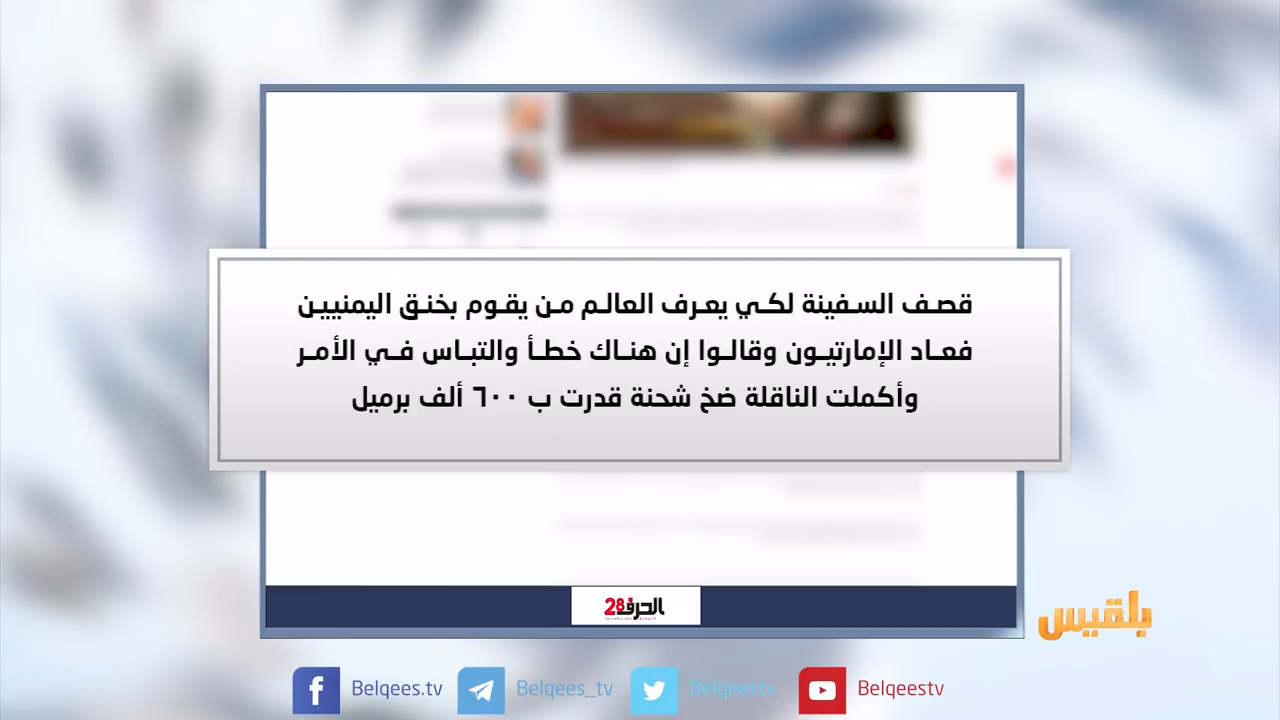 قصف السفينة لكي يعرف العالم من يقوم بخنق اليمنيين
فعاد الإمارتيون وقالوا إن هناك خطأ والتباس في الأمر
وأكملت الناقلة ضخ شحنة قدرت ب ٦٠٠ ألف برميل
الحرف28
بلقيس
Belqees.tv Belqees_tv Belqeestv Belqeestv